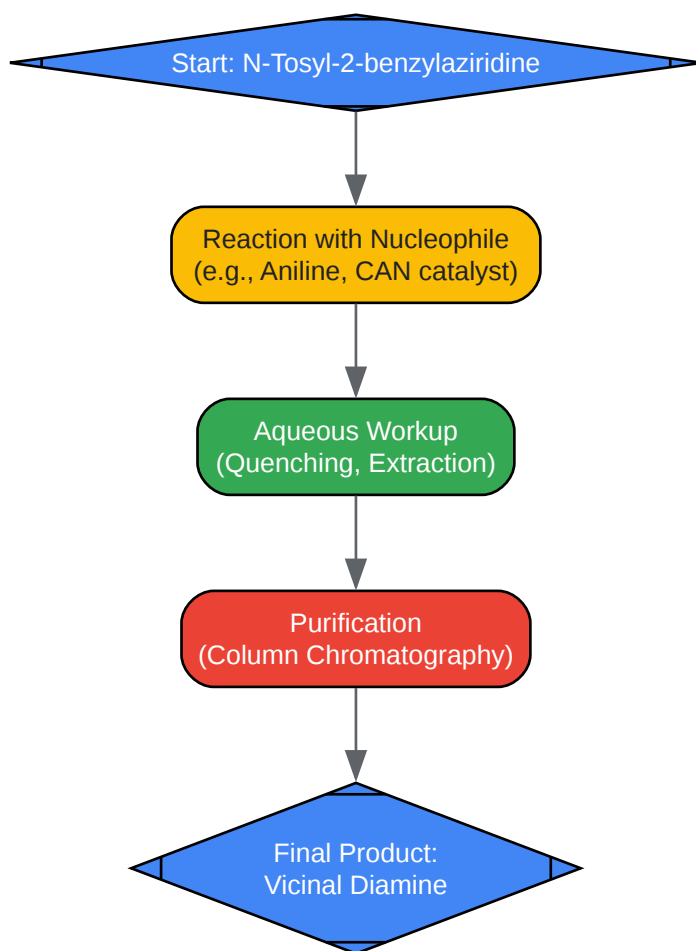 Start: N-Tosyl-2-benzylaziridine
Reaction with Nucleophile
(e.g., Aniline, CAN catalyst)
Aqueous Workup
(Quenching, Extraction)
Purification
(Column Chromatography)
Final Product:
Vicinal Diamine